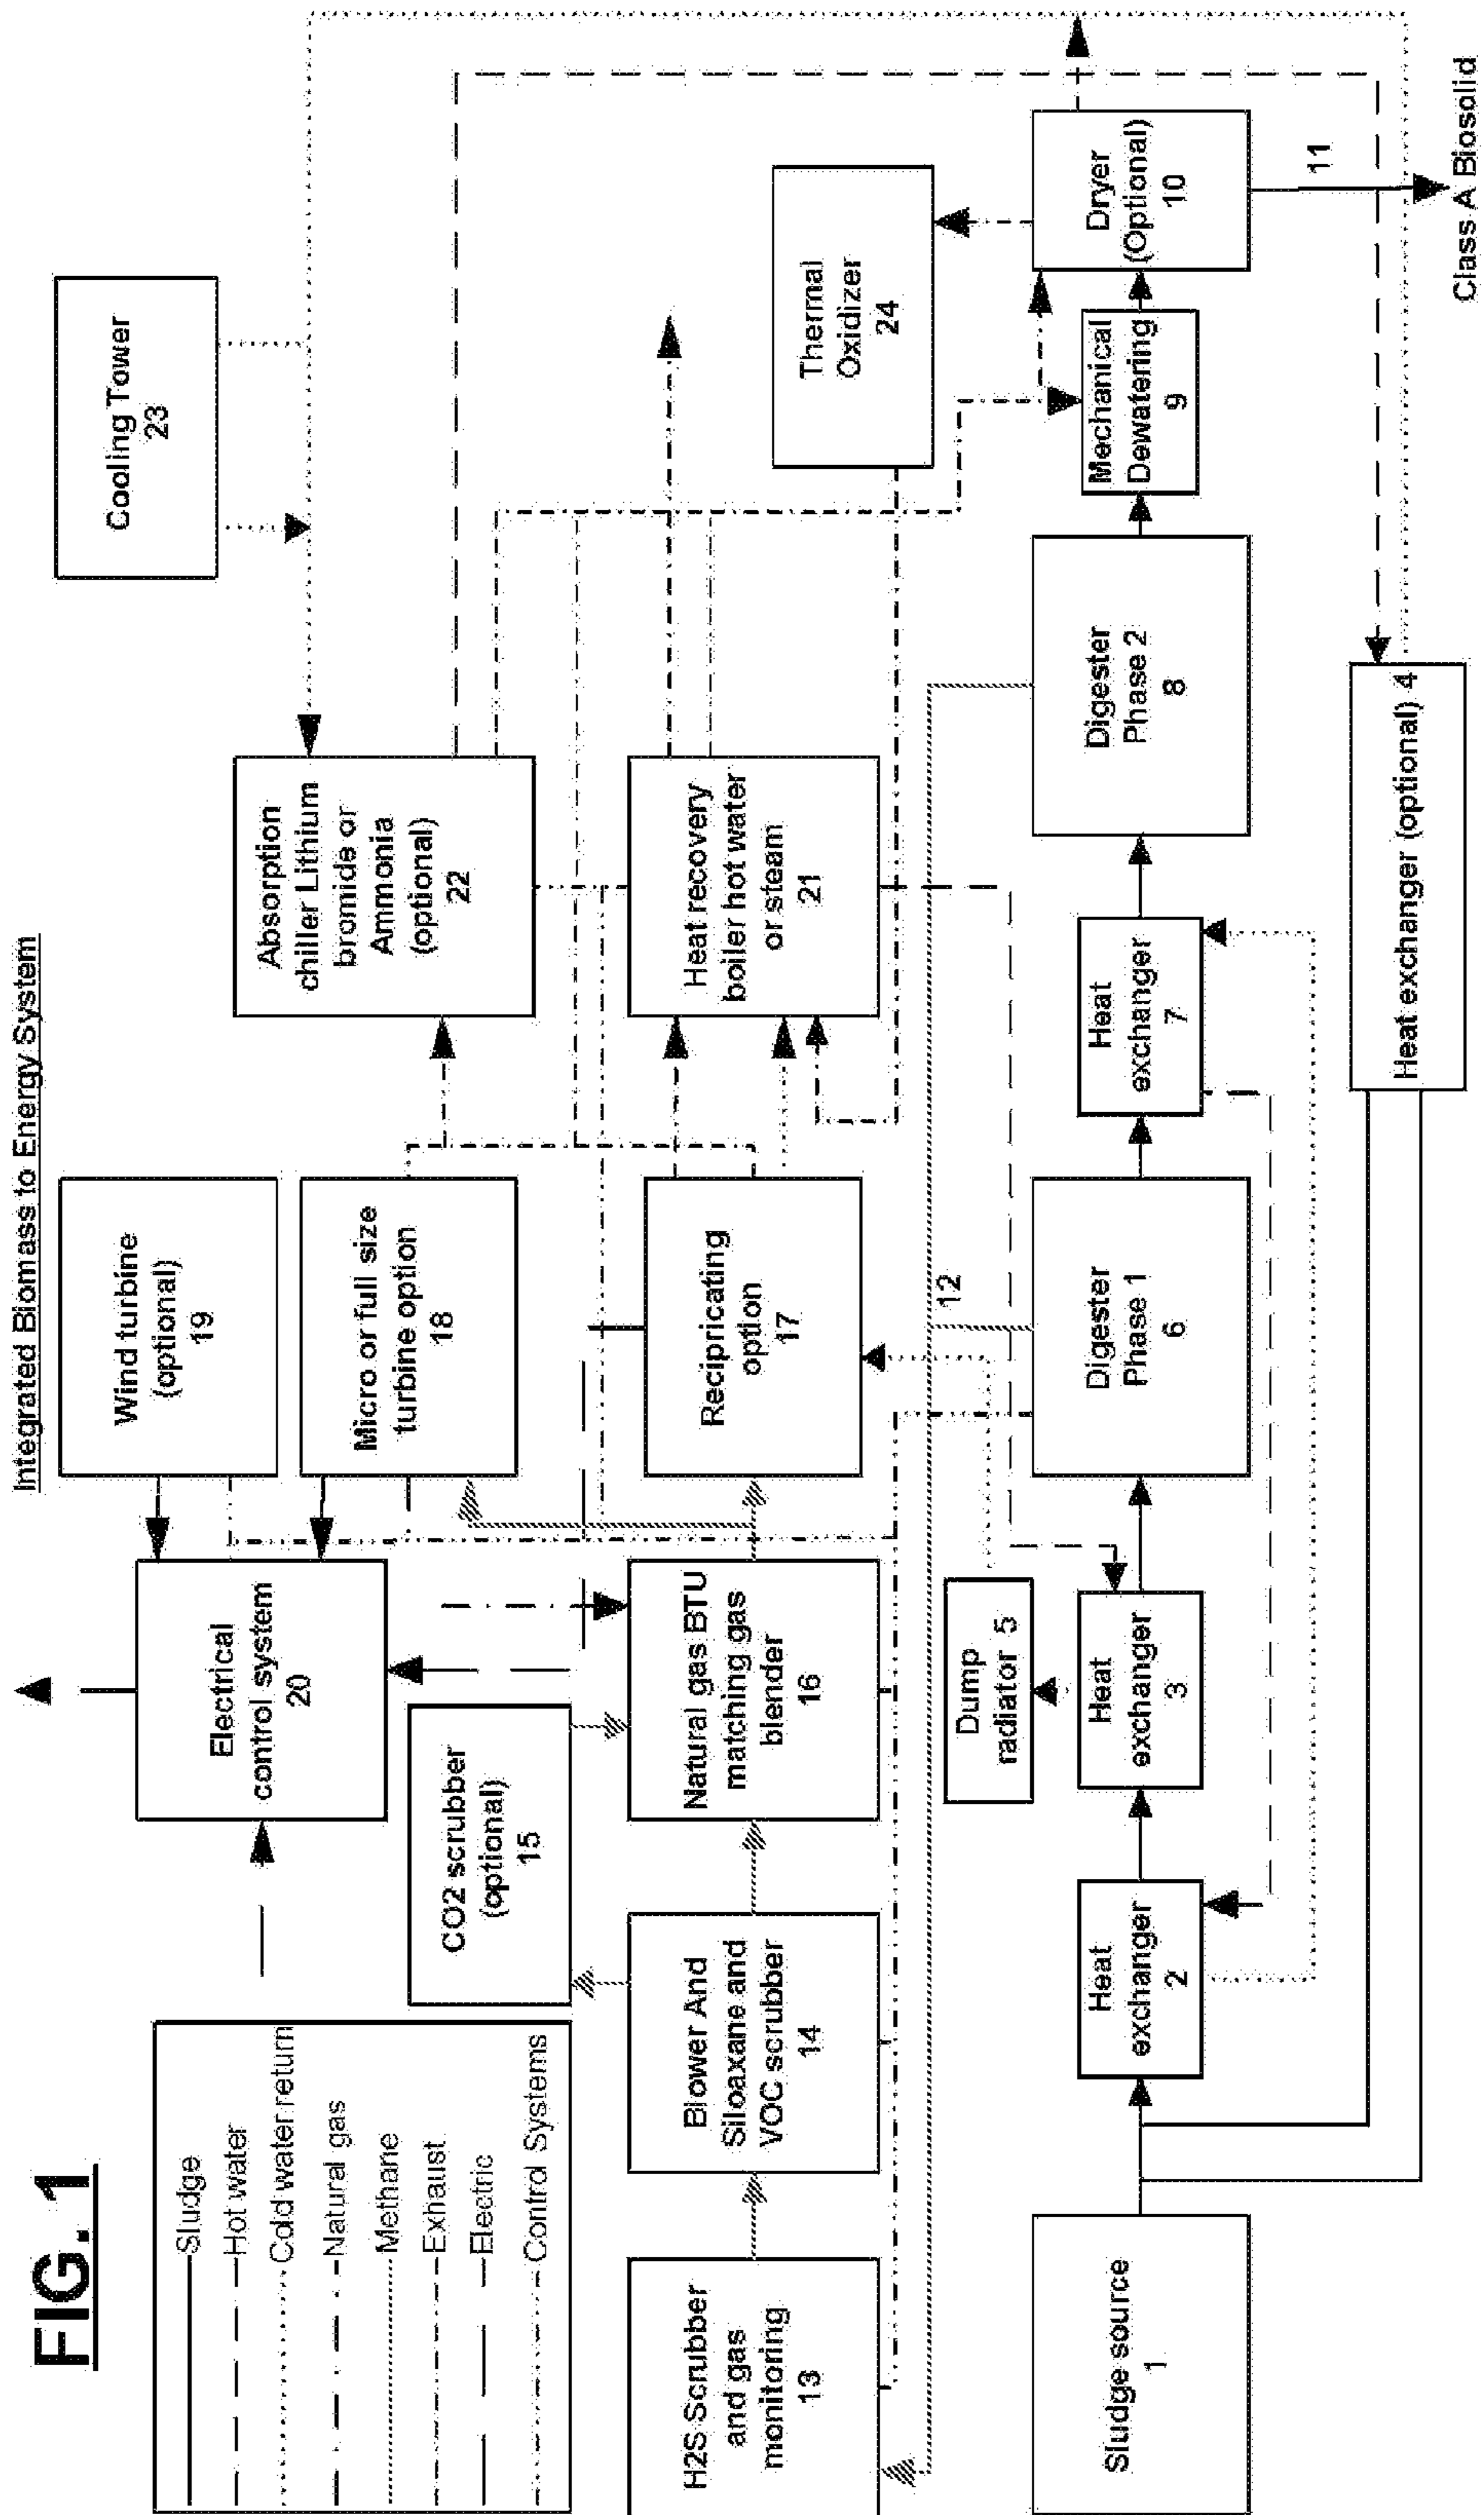 FIG. 1
Integrated Biomass to Energy System
Sludge
Hot water
Cold water return
Natural gas
Methane
Exhaust
Electric
Control Systems
Electrical
control system
20
Wind turbine
(optional)
19
Micro or full size
turbine option
18
Cooling Tower
23
Absorption
chiller Lithium
bromide or
Ammonia
(optional)
22
CO2 scrubber
(optional)
15
H2S Scrubber
and gas
monitoring
13
Blower And
Siloaxane and
VOC scrubber
14
Natural gas BTU
matching gas
blender
16
Recipricating
option
17
Heat recovery
boiler hot water
or steam
21
Thermal
Oxidizer
24
12
Dump
radiator 5
Sludge source
1
Heat
exchanger
2
Heat
exchanger
3
Digester
Phase 1
6
Heat
exchanger
7
Digester
Phase 2
8
Mechanical
Dewatering
9
Dryer
(Optional)
10
11
Heat exchanger (optional) 4
Class A Biosolid